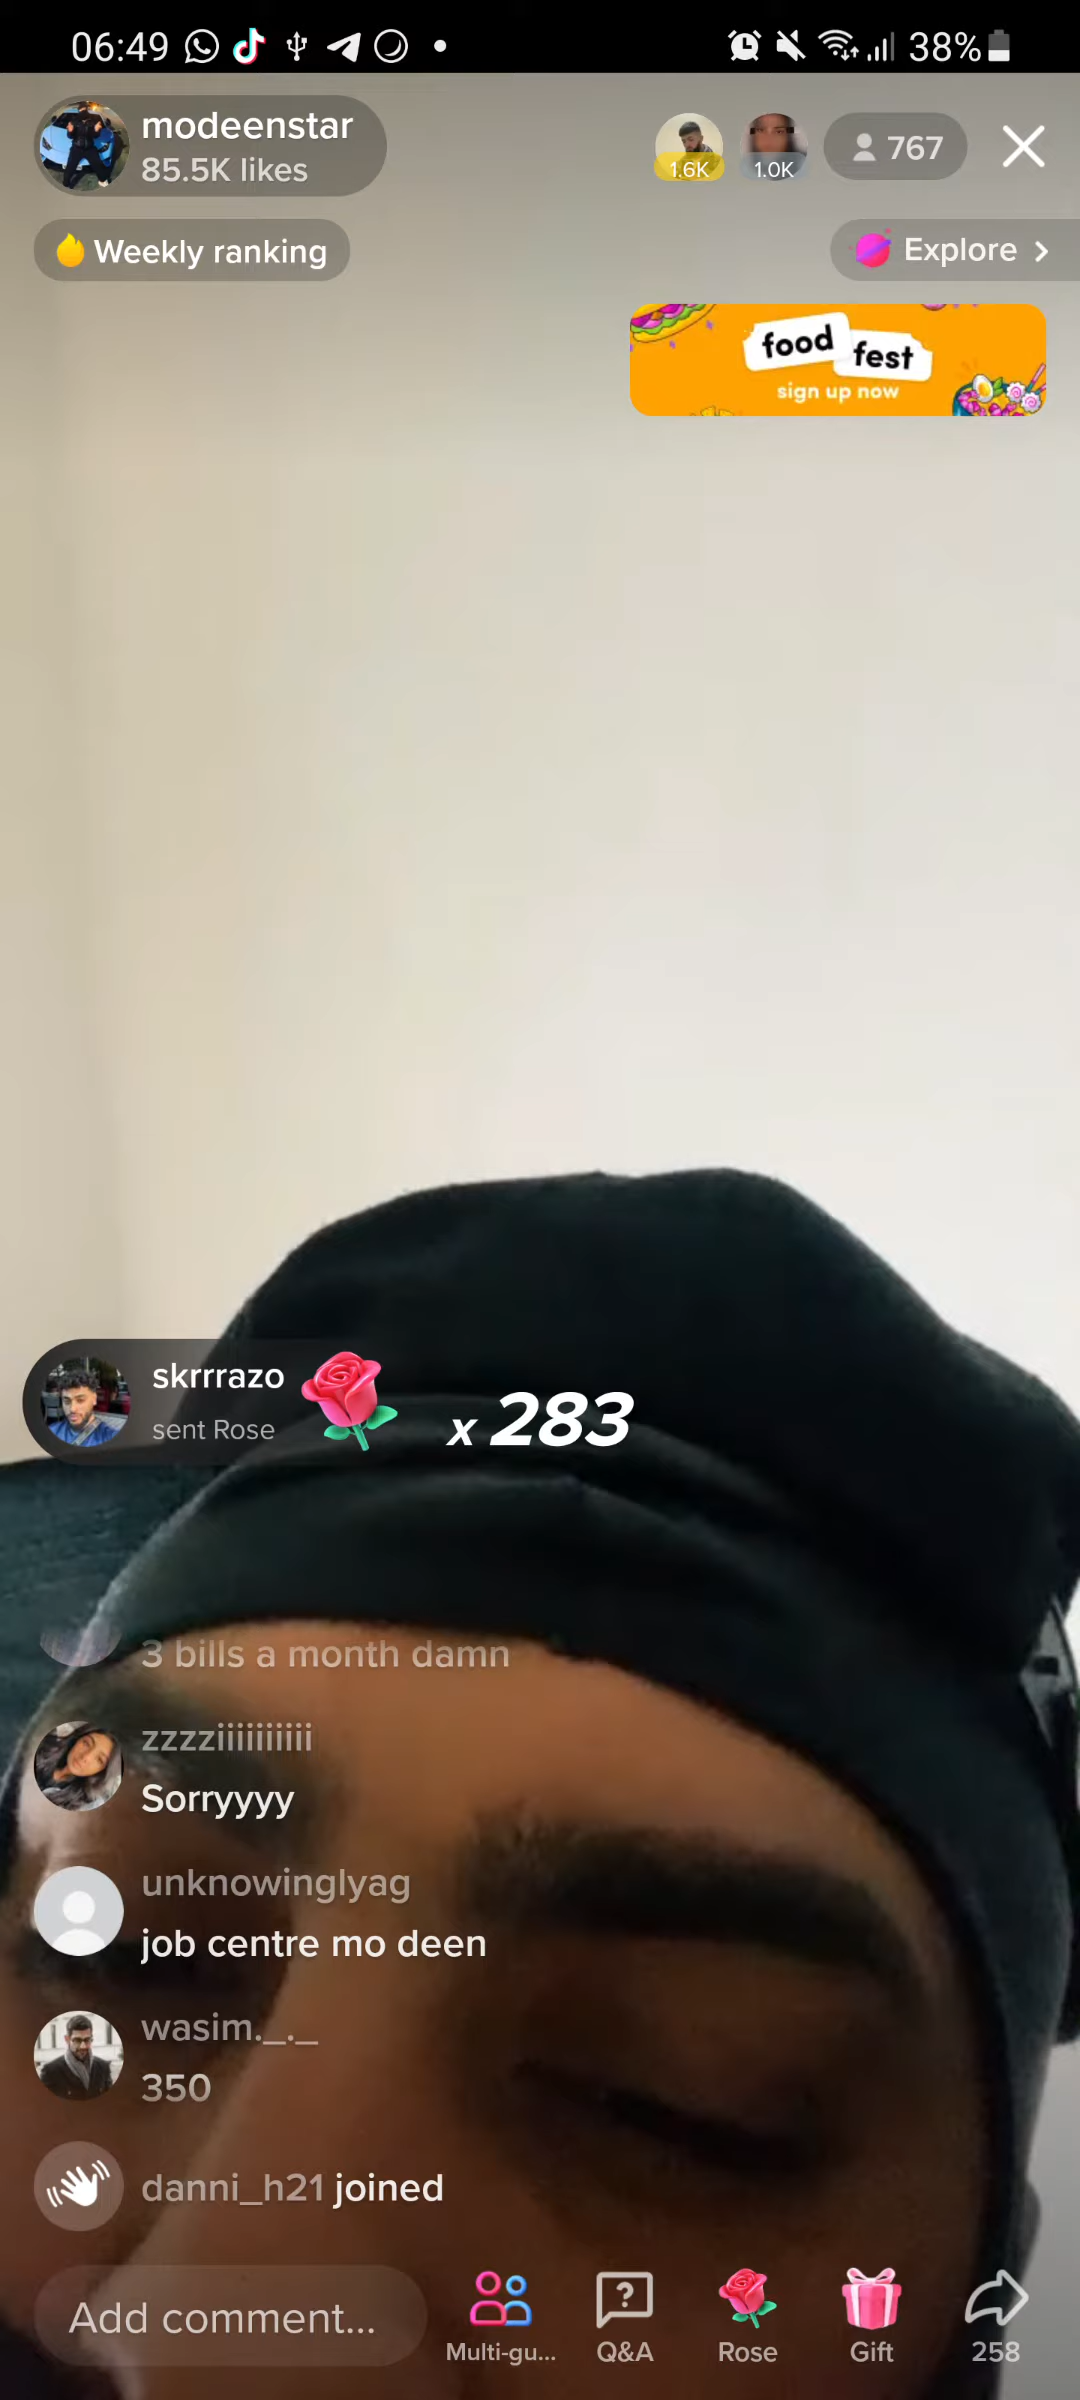 06:49
38%
modeenstar
85.5K likes
1.6K
1.0K
767
Weekly ranking
Explore
food
fest
sign up now
skrrrazo
sent Rose
x 283
3 bills a month damn
zzzziiiiiiiiii
Sorryyyy
unknowinglyag
job centre mo deen
wasim._._
350
danni_h21 joined
Add comment...
Multi-gu...
Q&A
Rose
Gift
258